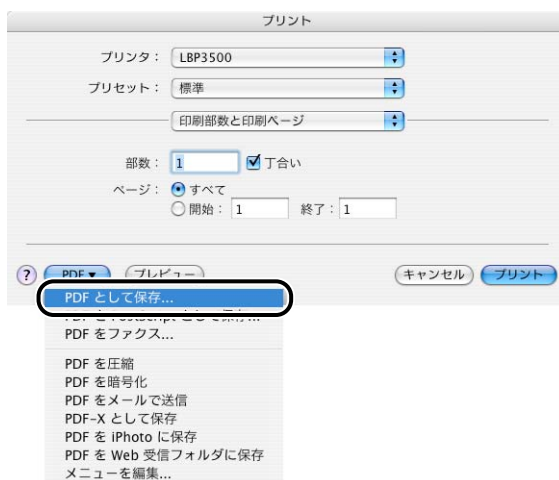 プリント
プリンタ： LBP3500
プリセット： 標準
印刷部数と印刷ページ
部数： 1 丁合い
ページ： すべて
開始： 1 終了： 1
? PDF▼ プレビュー キャンセル プリント
PDF として保存...
PDF をファクス...
PDF を圧縮
PDF を暗号化
PDF をメールで送信
PDF-X として保存
PDF を iPhoto に保存
PDF を Web 受信フォルダに保存
メニューを編集...